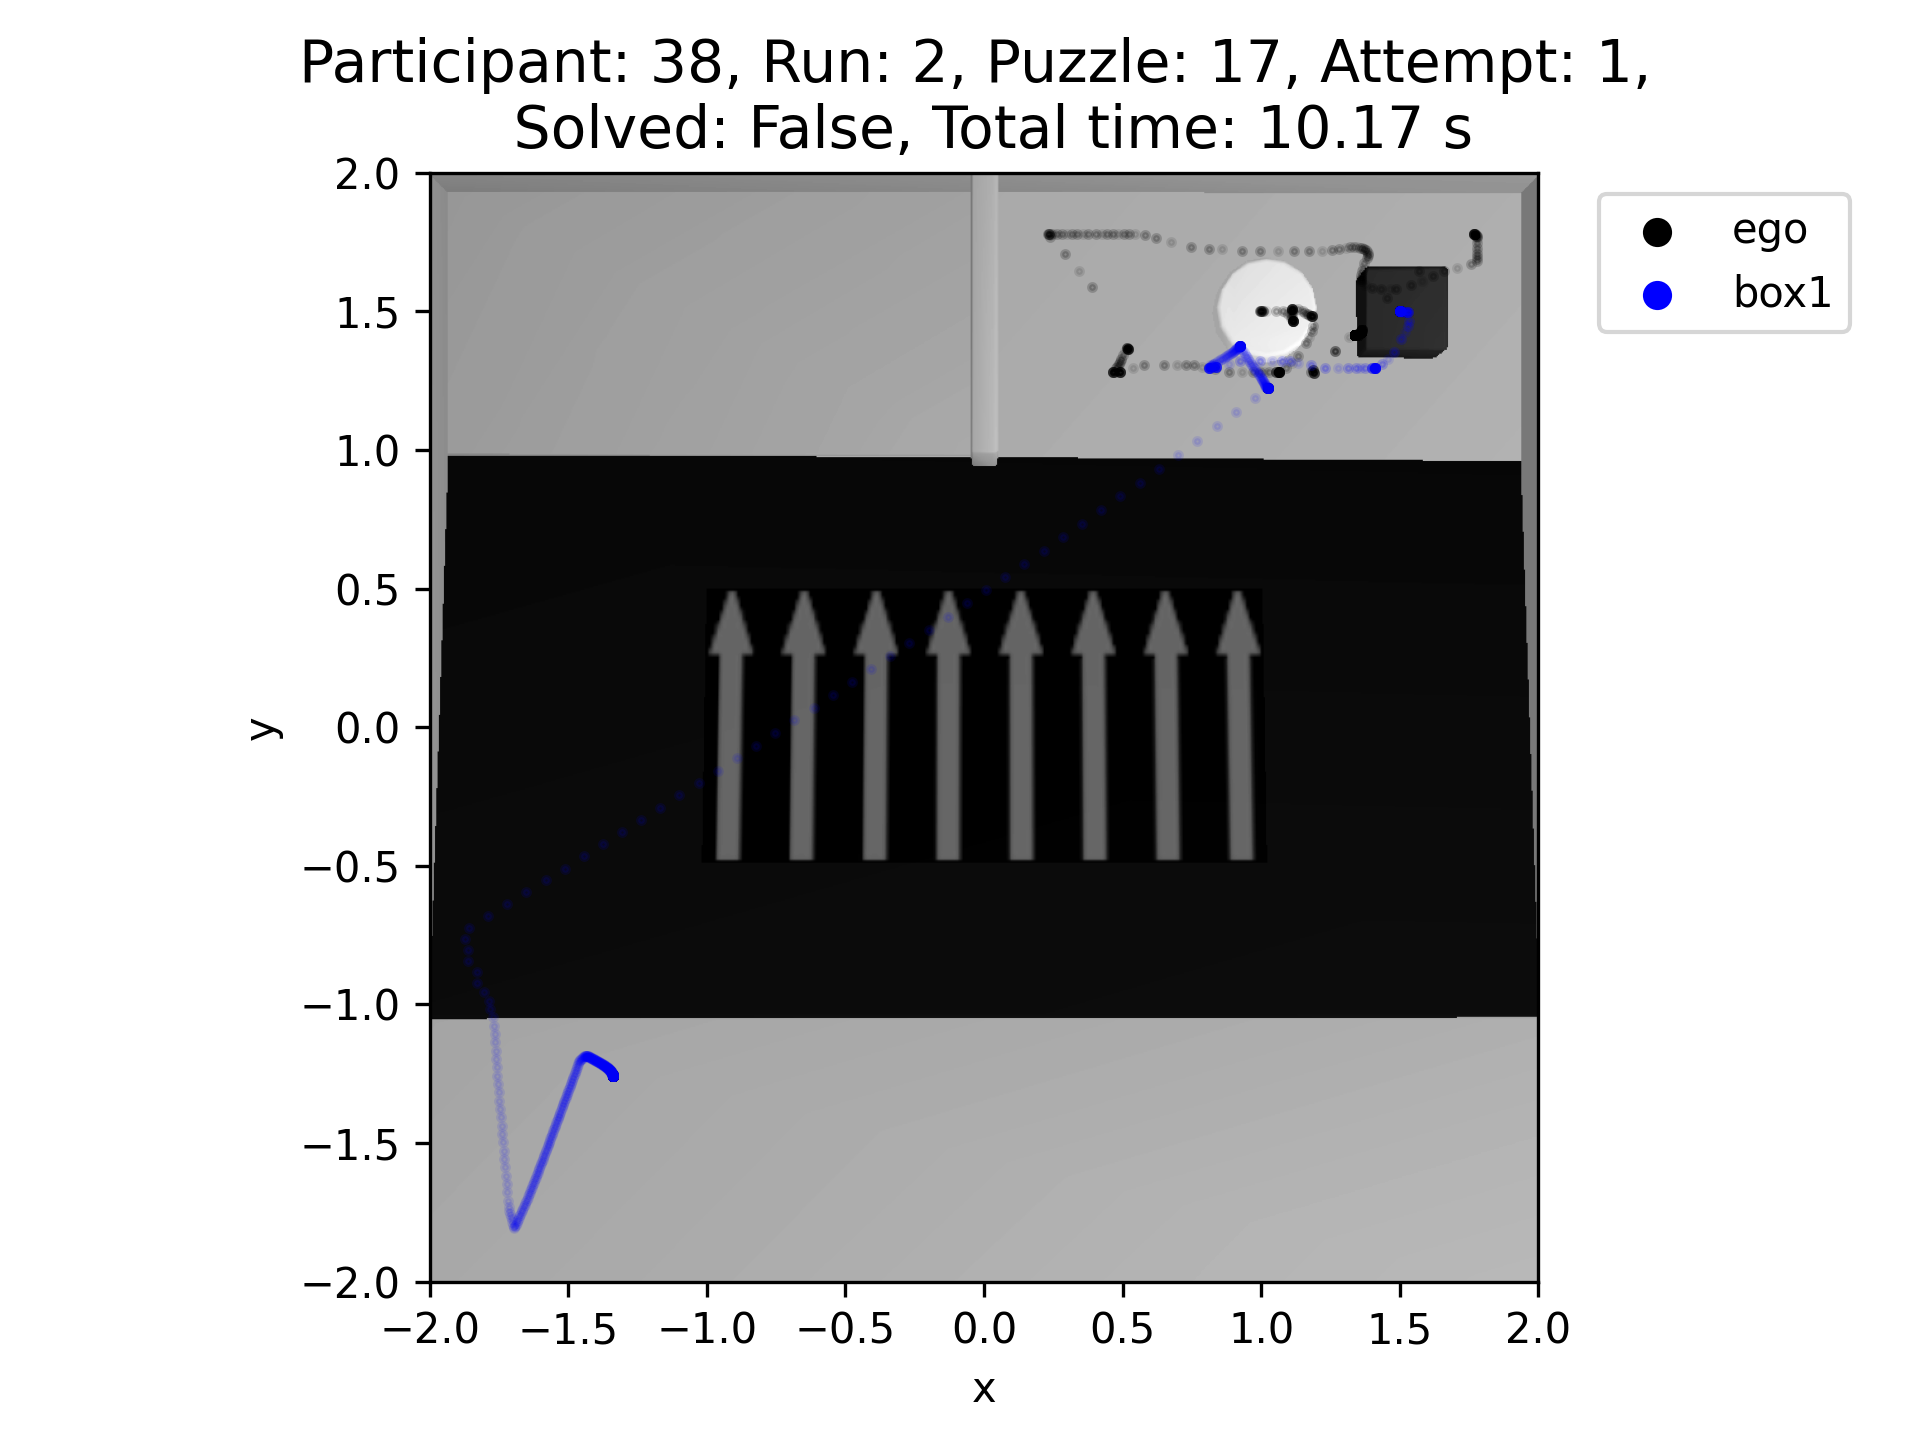 Participant: 38, Run: 2, Puzzle: 17, Attempt: 1,
Solved: False, Total time: 10.17 s
ego
box1
2.0
1.5
1.0
0.5
0.0
−0.5
−1.0
−1.5
−2.0
y
−2.0 −1.5 −1.0 −0.5 0.0 0.5 1.0 1.5 2.0
x